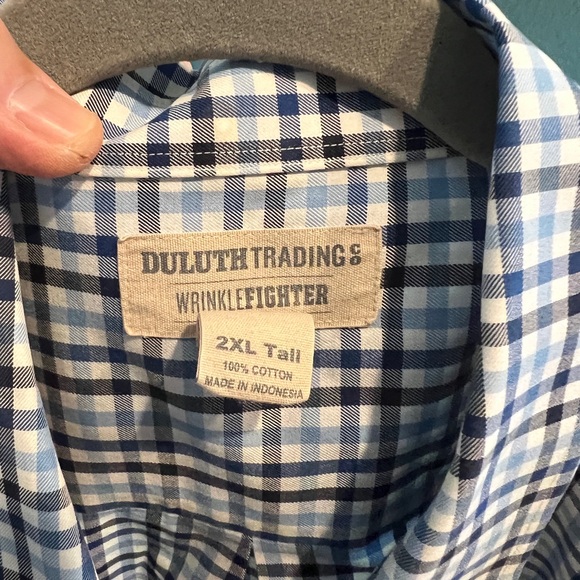 DULUTH TRADING CO
WRINKLEFIGHTER
2XL Tall
100% COTTON
MADE IN INDONESIA